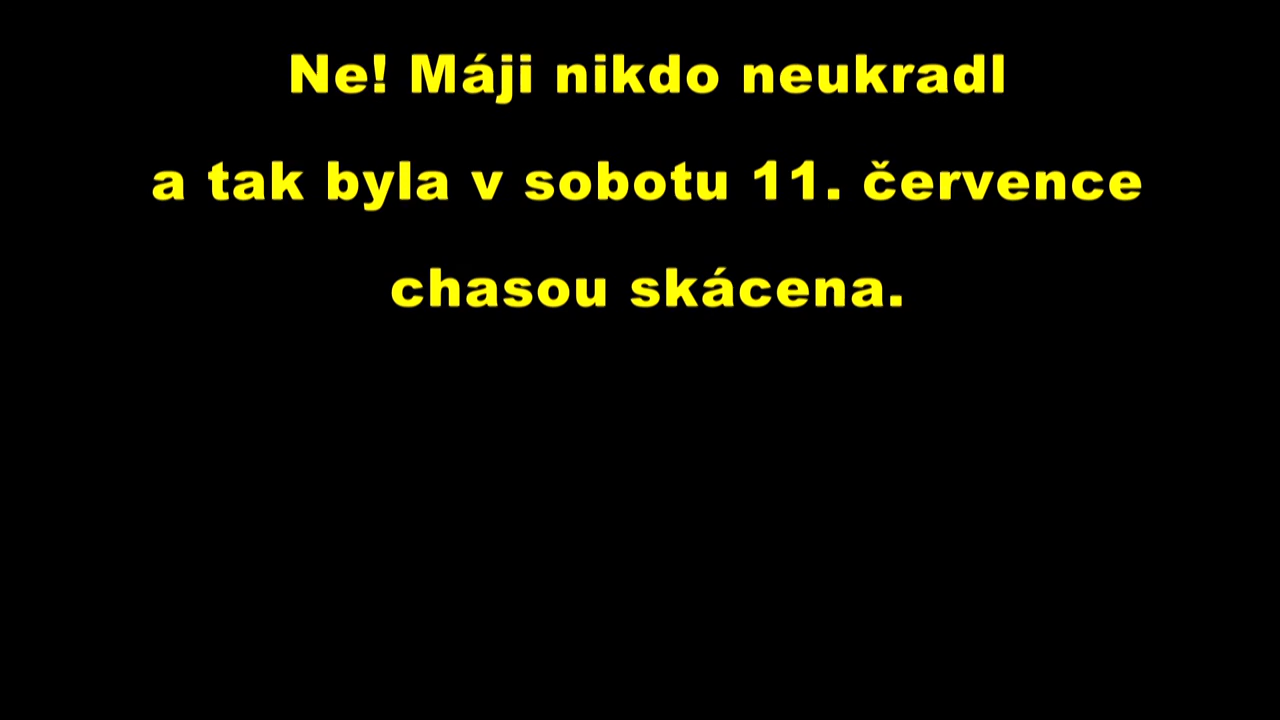 Ne! Máji nikdo neukradl
a tak byla v sobotu 11. července
chasou skácena.